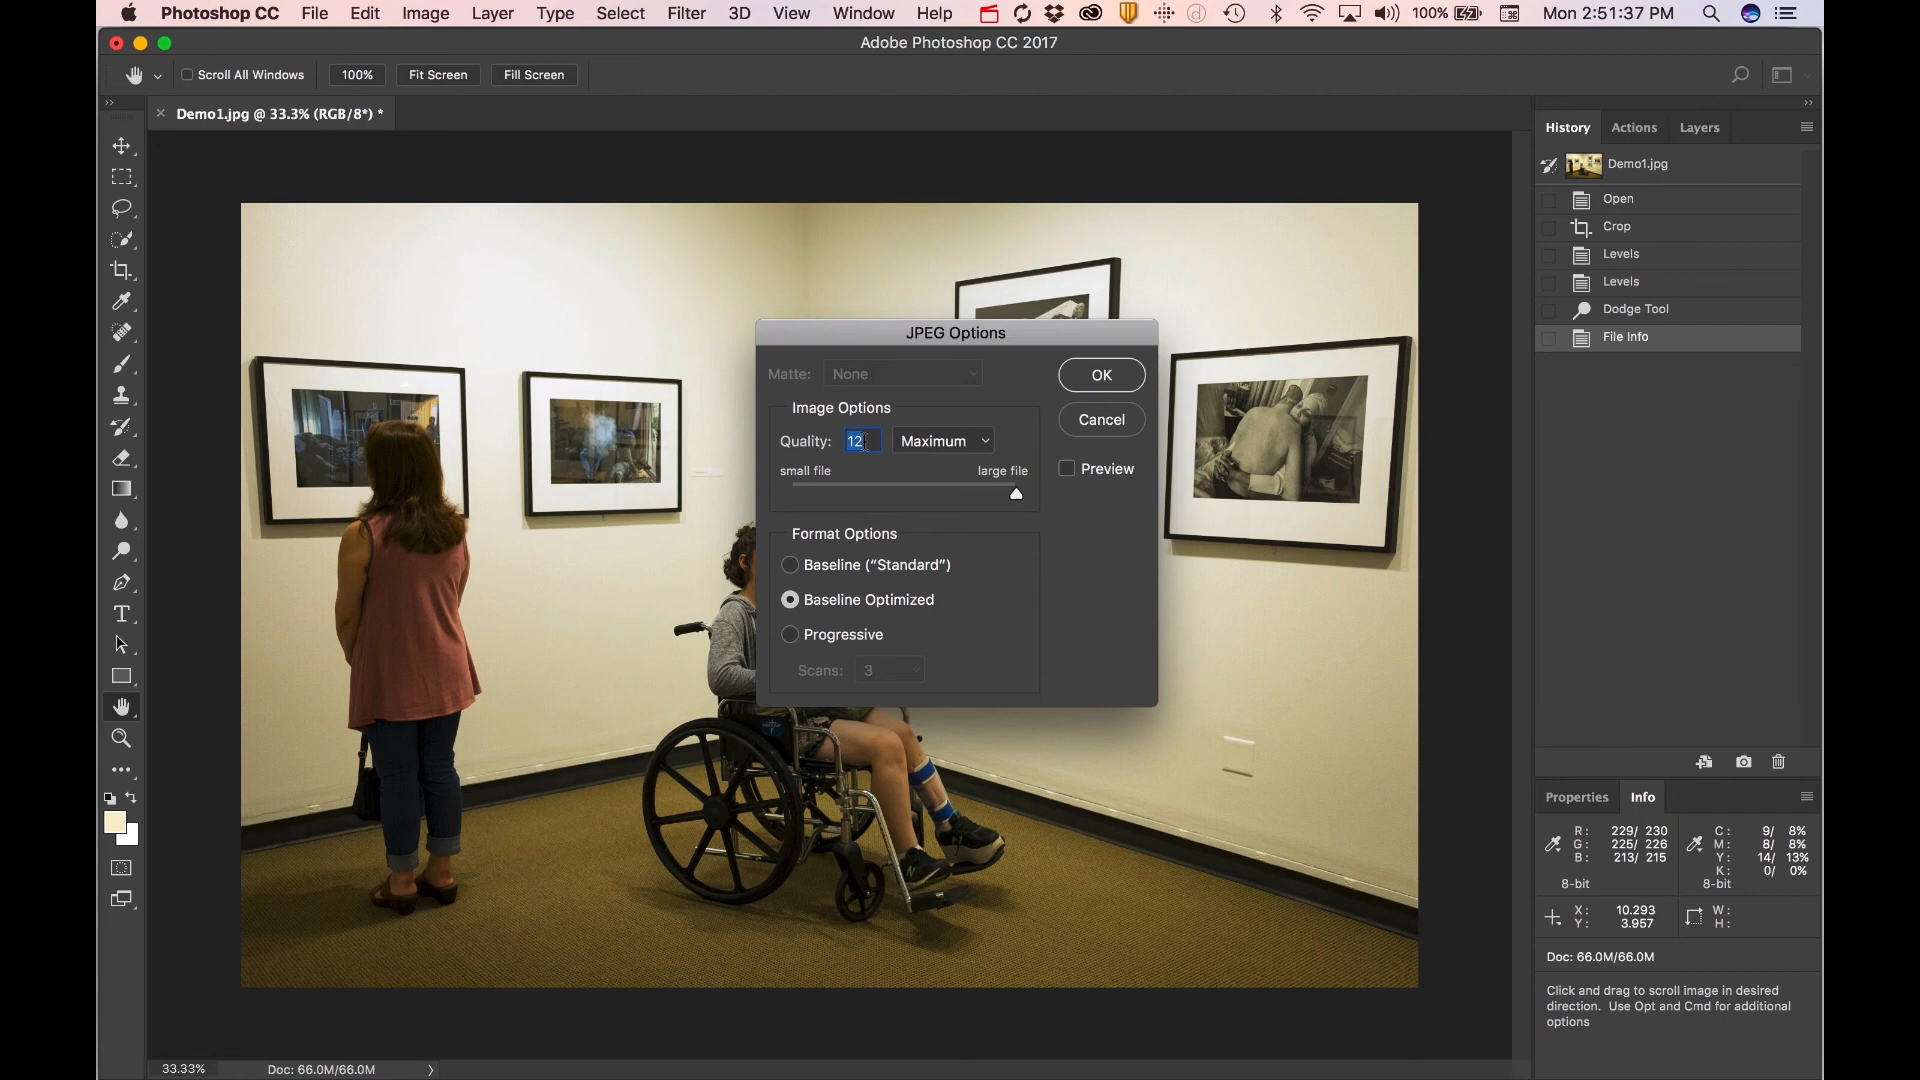 Photoshop CC File Edit Image Layer Type Select Filter 3D View Window Help 100% Mon 2:51:37 PM
Adobe Photoshop CC 2017
Scroll All Windows 100% Fit Screen Fill Screen
Demo1.jpg @ 33.3% (RGB/8*) *
History Actions Layers
Demo1.jpg
Open
Crop
Levels
Levels
Dodge Tool
File Info
JPEG Options
Matte: None
OK
Image Options
Cancel
Quality: 12 Maximum
small file large file
Preview
Format Options
Baseline (“Standard”)
Baseline Optimized
Progressive
Scans: 3
Properties Info
R: 229/ 230 C: 9/ 8%
G: 225/ 226 M: 8/ 8%
B: 213/ 215 Y: 14/ 13%
K: 0/ 0%
8-bit 8-bit
X: 10.293 W:
Y: 3.957 H:
Doc: 66.0M/66.0M
Click and drag to scroll image in desired
direction. Use Opt and Cmd for additional
options
33.33% Doc: 66.0M/66.0M